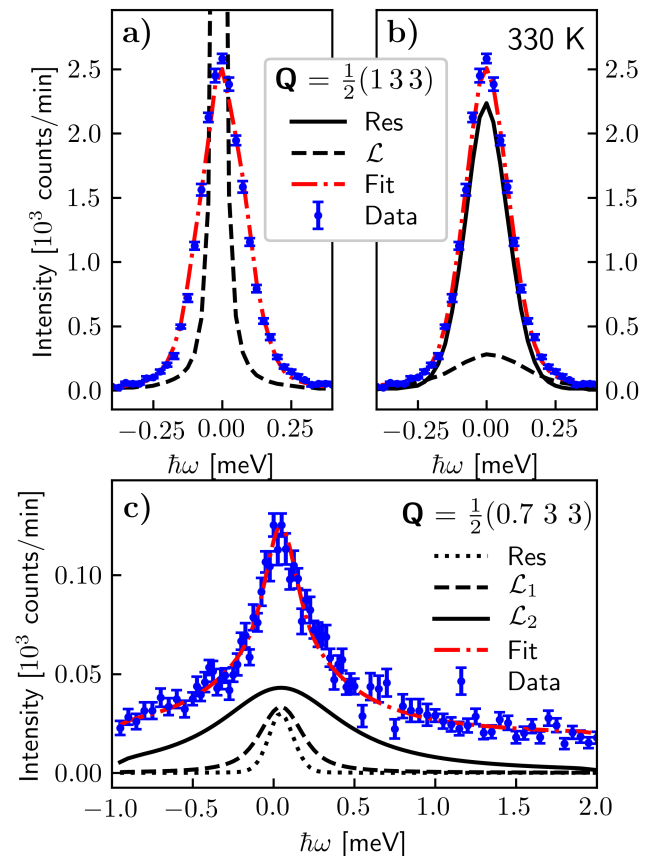 a)
b)
330 K
Q = 1/2(1 3 3)
Res
ℒ
Fit
Data
Intensity [10³ counts/min]
2.5
2.0
1.5
1.0
0.5
0.0
2.5
2.0
1.5
1.0
0.5
0.0
−0.25 0.00 0.25
−0.25 0.00 0.25
ħω [meV]
ħω [meV]
c)
Q = 1/2(0.7 3 3)
Res
ℒ₁
ℒ₂
Fit
Data
Intensity [10³ counts/min]
0.10
0.05
0.00
−1.0 −0.5 0.0 0.5 1.0 1.5 2.0
ħω [meV]